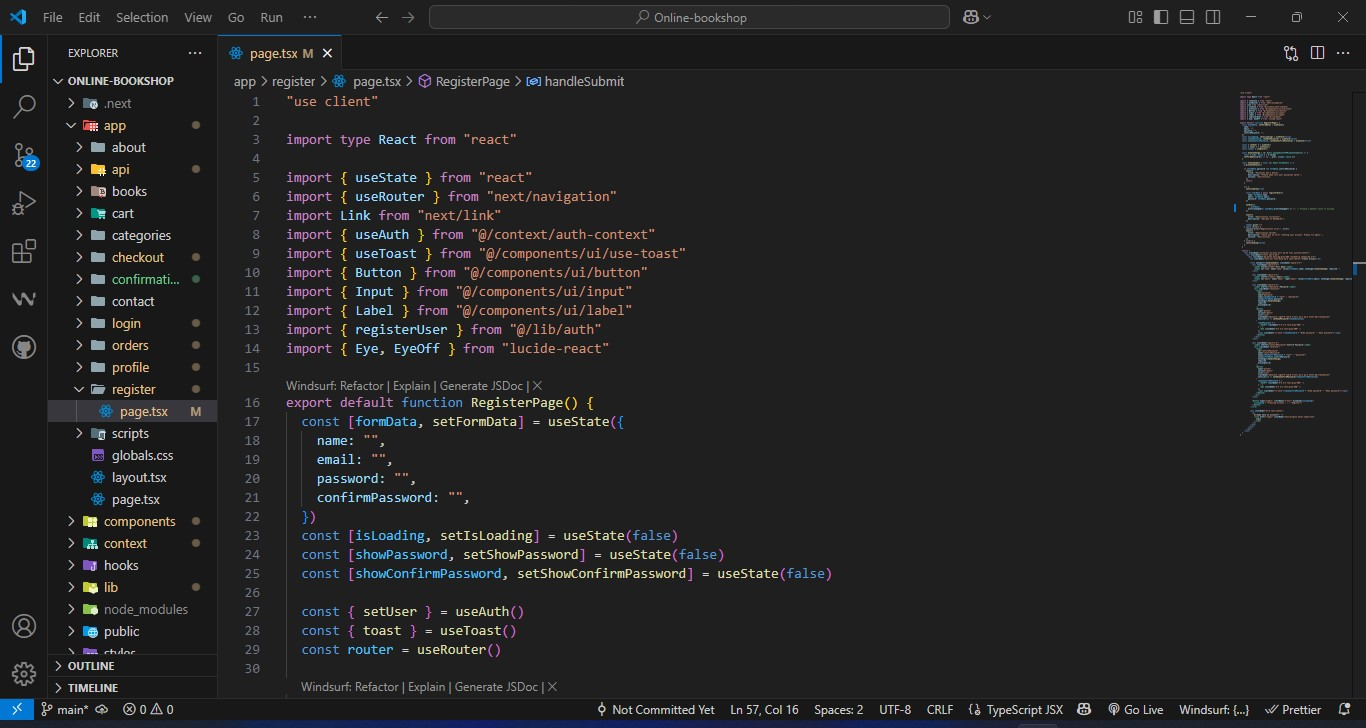 File Edit Selection View Go Run ···
Online-bookshop
EXPLORER
ONLINE-BOOKSHOP
.next
app
about
api
books
cart
categories
checkout
confirmati...
contact
login
orders
profile
register
page.tsx M
scripts
globals.css
layout.tsx
page.tsx
components
context
hooks
lib
node_modules
public
styles
OUTLINE
TIMELINE
22
page.tsx M
app > register > page.tsx > RegisterPage > handleSubmit
1 "use client"
2
3 import type React from "react"
4
5 import { useState } from "react"
6 import { useRouter } from "next/navigation"
7 import Link from "next/link"
8 import { useAuth } from "@/context/auth-context"
9 import { useToast } from "@/components/ui/use-toast"
10 import { Button } from "@/components/ui/button"
11 import { Input } from "@/components/ui/input"
12 import { Label } from "@/components/ui/label"
13 import { registerUser } from "@/lib/auth"
14 import { Eye, EyeOff } from "lucide-react"
15
Windsurf: Refactor | Explain | Generate JSDoc | X
16 export default function RegisterPage() {
17 const [formData, setFormData] = useState({
18 name: "",
19 email: "",
20 password: "",
21 confirmPassword: "",
22 })
23 const [isLoading, setIsLoading] = useState(false)
24 const [showPassword, setShowPassword] = useState(false)
25 const [showConfirmPassword, setShowConfirmPassword] = useState(false)
26
27 const { setUser } = useAuth()
28 const { toast } = useToast()
29 const router = useRouter()
30
Windsurf: Refactor | Explain | Generate JSDoc | X
main* 0 0 Not Committed Yet Ln 57, Col 16 Spaces: 2 UTF-8 CRLF {} TypeScript JSX Go Live Windsurf: {...} Prettier